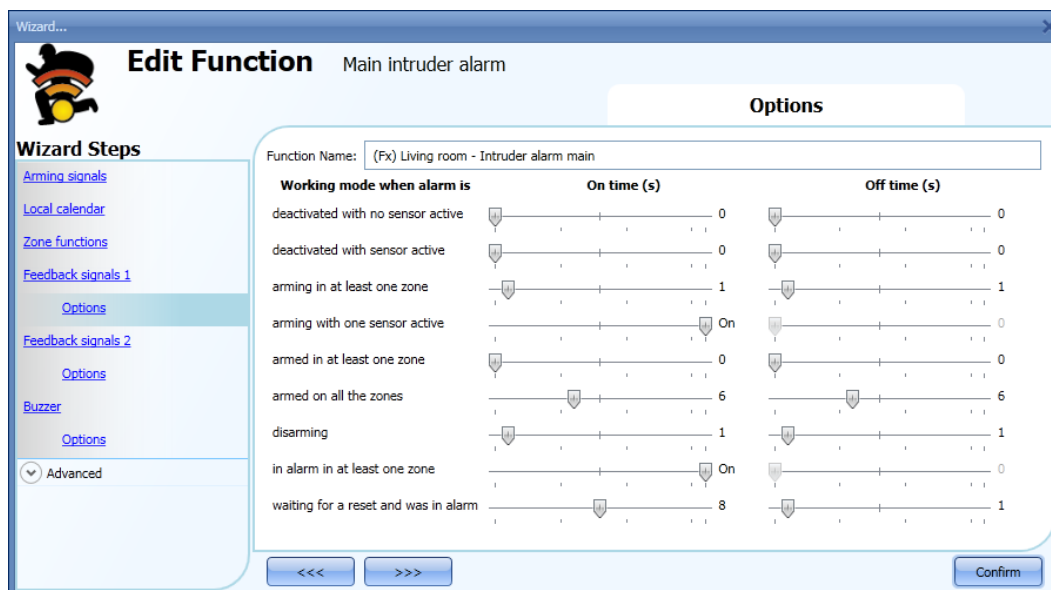 Wizard...
Edit Function Main intruder alarm
Options
Wizard Steps
Arming signals
Local calendar
Zone functions
Feedback signals 1
Options
Feedback signals 2
Options
Buzzer
Options
Advanced
Function Name: (Fx) Living room - Intruder alarm main
Working mode when alarm is On time (s) Off time (s)
deactivated with no sensor active 0 0
deactivated with sensor active 0 0
arming in at least one zone 1 1
arming with one sensor active On 0
armed in at least one zone 0 0
armed on all the zones 6 6
disarming 1 1
in alarm in at least one zone On 0
waiting for a reset and was in alarm 8 1
<<< >>> Confirm